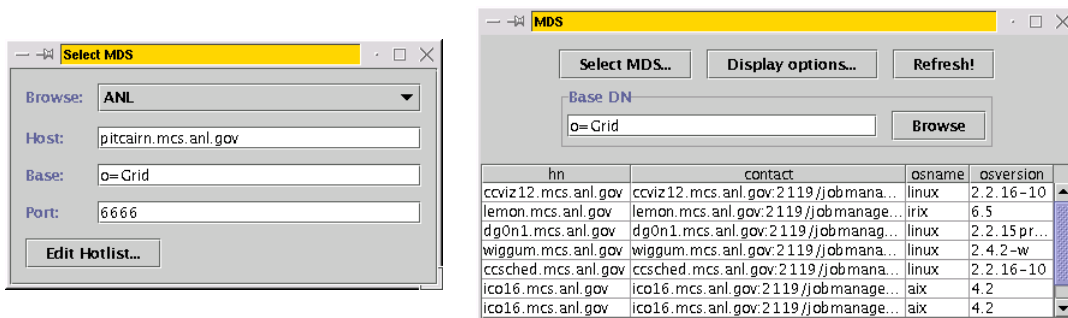 Select MDS
Browse: ANL
Host: pitcairn.mcs.anl.gov
Base: o=Grid
Port: 6666
Edit Hotlist...
MDS
Select MDS... Display options... Refresh!
Base DN
o=Grid Browse
hn contact osname osversion
ccviz12.mcs.anl.gov ccviz12.mcs.anl.gov:2119/jobmana... linux 2.2.16-10
lemon.mcs.anl.gov lemon.mcs.anl.gov:2119/jobmanage... irix 6.5
dg0n1.mcs.anl.gov dg0n1.mcs.anl.gov:2119/jobmanag... linux 2.2.15pr...
wiggum.mcs.anl.gov wiggum.mcs.anl.gov:2119/jobmana... linux 2.4.2-w
ccsched.mcs.anl.gov ccsched.mcs.anl.gov:2119/jobmana... linux 2.2.16-10
ico16.mcs.anl.gov ico16.mcs.anl.gov:2119/jobmanage... aix 4.2
ico16.mcs.anl.gov ico16.mcs.anl.gov:2119/jobmanage... aix 4.2